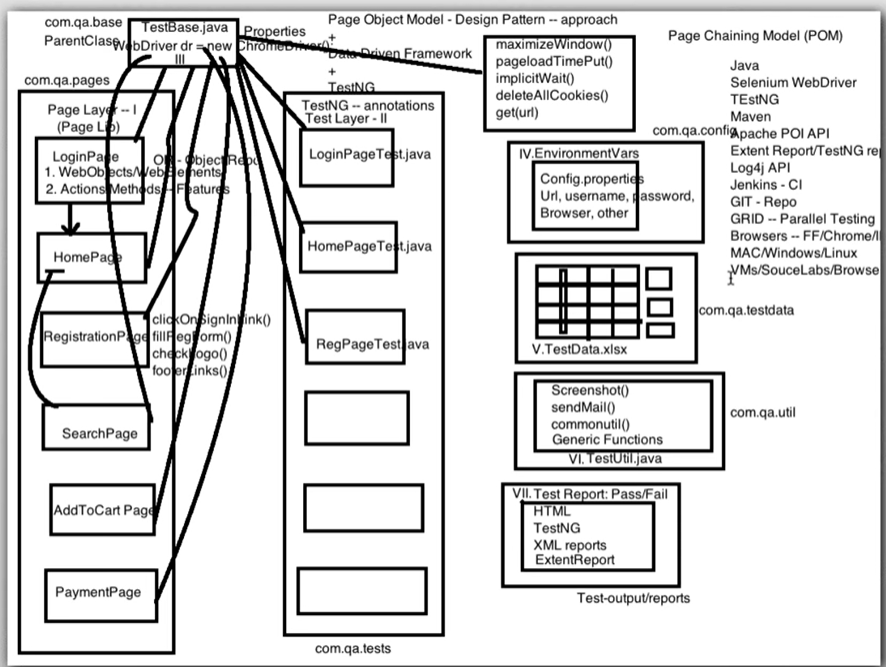 com.qa.base
ParentClass
TestBase.java
WebDriver dr = new ChromeDriver();
III
Properties
Page Object Model - Design Pattern -- approach
+
Data Driven Framework
+
TestNG
maximizeWindow()
pageloadTimePut()
implicitWait()
deleteAllCookies()
get(url)
Page Chaining Model (POM)
Java
Selenium WebDriver
TEstNG
Maven
Apache POI API
Extent Report/TestNG re
Log4j API
Jenkins - CI
GIT - Repo
GRID -- Parallel Testing
Browsers -- FF/Chrome/I
MAC/Windows/Linux
VMs/SouceLabs/Browse
com.qa.pages
Page Layer -- I
(Page Lib)
LoginPage
OR - Object Repo
1. WebObjects/WebElements
2. Actions Methods -- Features
HomePage
RegistrationPage
clickOnSignInLink()
fillRegForm()
checkLogo()
footerLinks()
SearchPage
AddToCart Page
PaymentPage
TestNG -- annotations
Test Layer - II
LoginPageTest.java
HomePageTest.java
RegPageTest.java
com.qa.tests
com.qa.config
IV.EnvironmentVars
Config.properties
Url, username, password,
Browser, other
com.qa.testdata
V.TestData.xlsx
Screenshot()
sendMail()
commonutil()
Generic Functions
VI. TestUtil.java
com.qa.util
VII. Test Report: Pass/Fail
HTML
TestNG
XML reports
ExtentReport
Test-output/reports